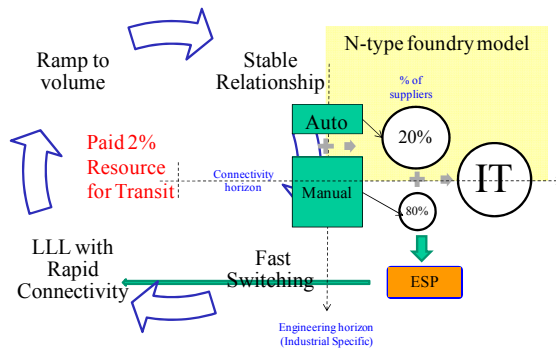 N-type foundry model
Stable
Relationship
Ramp to
volume
% of
suppliers
Auto
20%
Paid 2%
Resource
for Transit
Connectivity
horizon
Manual
IT
80%
LLL with
Rapid
Connectivity
Fast
Switching
ESP
Engineering horizon
(Industrial Specific)